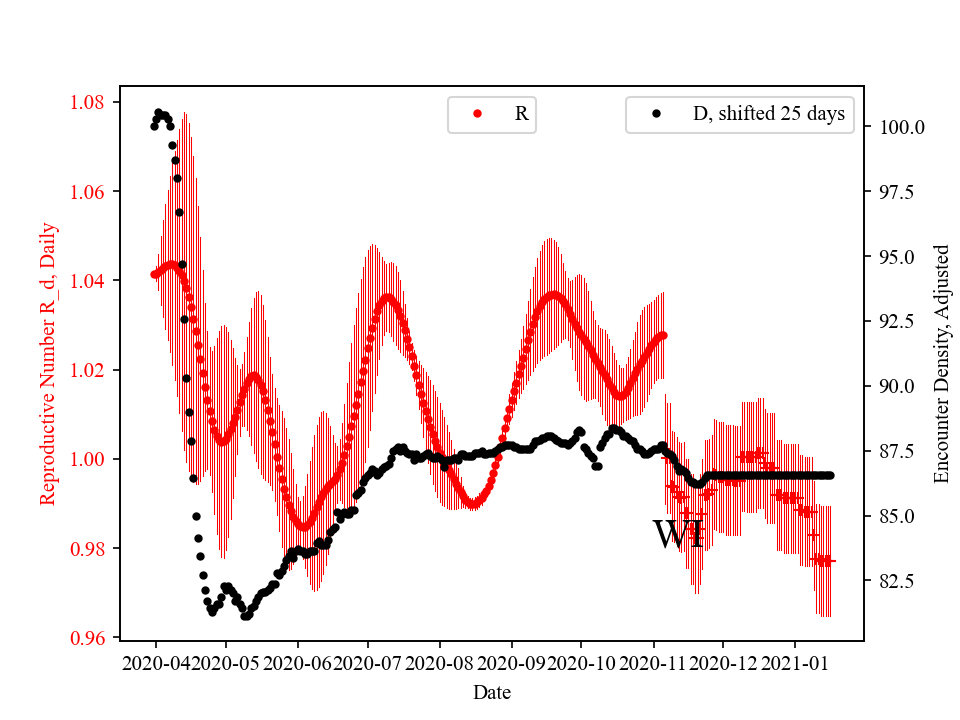 R
D, shifted 25 days
1.08
1.06
1.04
1.02
1.00
0.98
0.96
Reproductive Number R_d, Daily
100.0
97.5
95.0
92.5
90.0
87.5
85.0
82.5
Encounter Density, Adjusted
WI
2020-04 2020-05 2020-06 2020-07 2020-08 2020-09 2020-10 2020-11 2020-12 2021-01
Date